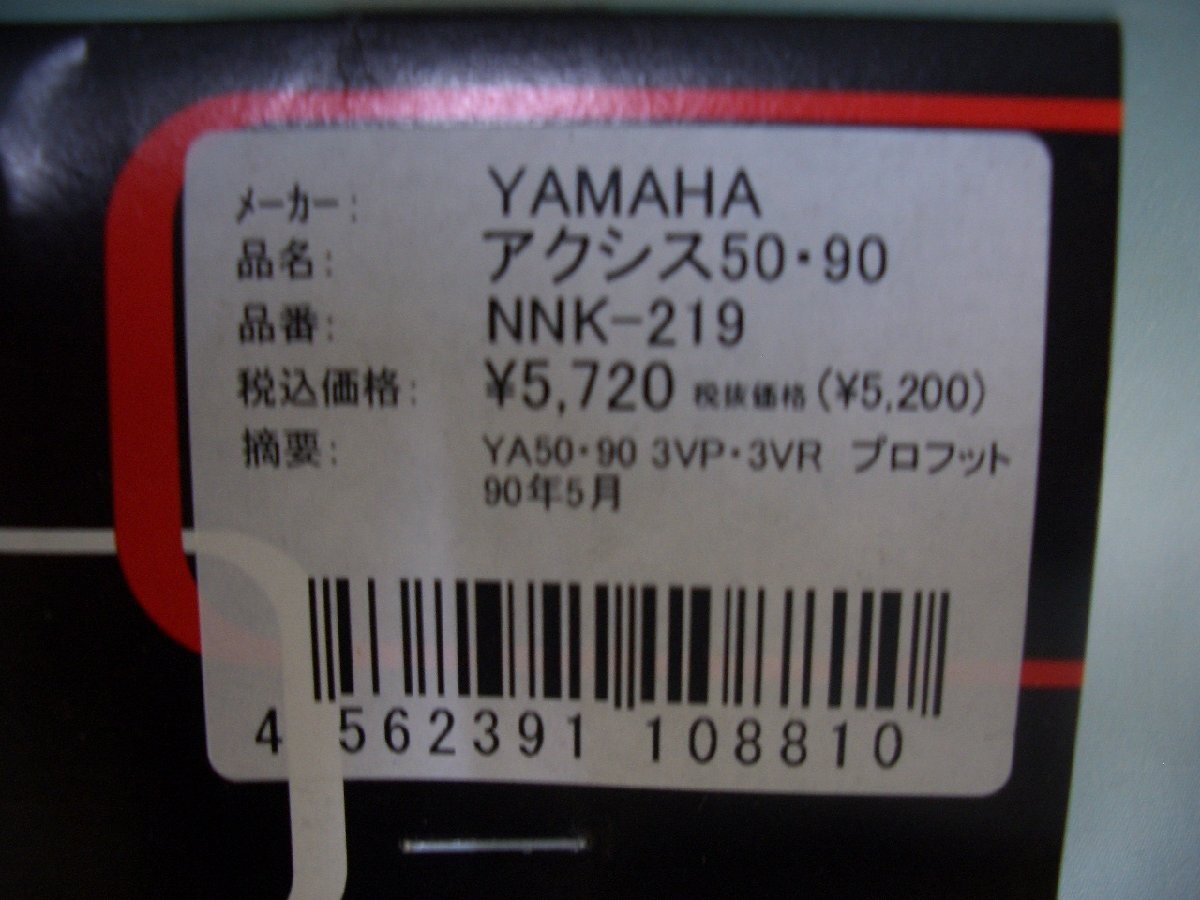 メーカー: YAMAHA
品名: アクシス50・90
品番: NNK-219
税込価格: ¥5,720 税抜価格 (¥5,200)
摘要: YA50・90 3VP・3VR プロフット
90年5月
4 562391 108810